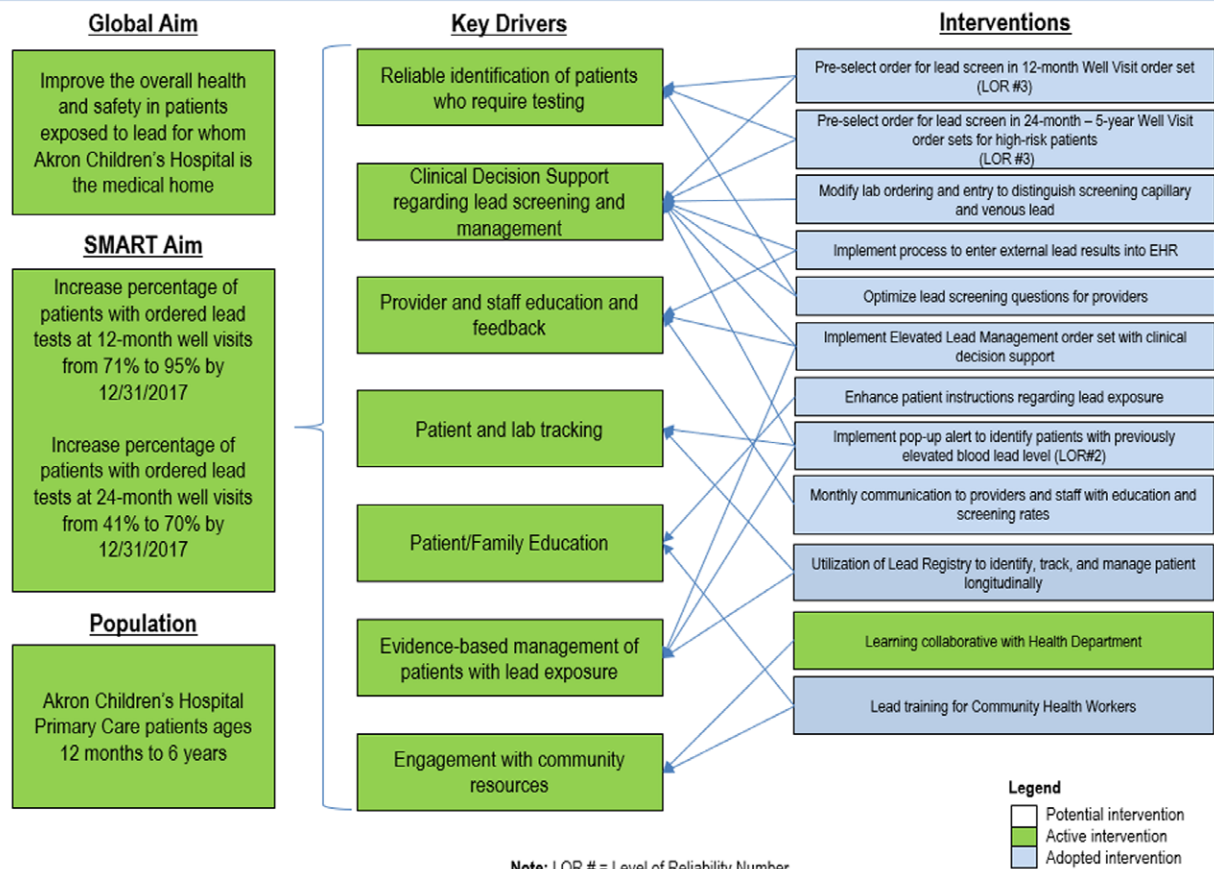 Global Aim
Improve the overall health
and safety in patients
exposed to lead for whom
Akron Children's Hospital is
the medical home
SMART Aim
Increase percentage of
patients with ordered lead
tests at 12-month well visits
from 71% to 95% by
12/31/2017
Increase percentage of
patients with ordered lead
tests at 24-month well visits
from 41% to 70% by
12/31/2017
Population
Akron Children's Hospital
Primary Care patients ages
12 months to 6 years
Key Drivers
Reliable identification of patients
who require testing
Clinical Decision Support
regarding lead screening and
management
Provider and staff education and
feedback
Patient and lab tracking
Patient/Family Education
Evidence-based management of
patients with lead exposure
Engagement with community
resources
Interventions
Pre-select order for lead screen in 12-month Well Visit order set
(LOR #3)
Pre-select order for lead screen in 24-month – 5-year Well Visit
order sets for high-risk patients
(LOR #3)
Modify lab ordering and entry to distinguish screening capillary
and venous lead
Implement process to enter external lead results into EHR
Optimize lead screening questions for providers
Implement Elevated Lead Management order set with clinical
decision support
Enhance patient instructions regarding lead exposure
Implement pop-up alert to identify patients with previously
elevated blood lead level (LOR#2)
Monthly communication to providers and staff with education and
screening rates
Utilization of Lead Registry to identify, track, and manage patient
longitudinally
Learning collaborative with Health Department
Lead training for Community Health Workers
Legend
Potential intervention
Active intervention
Adopted intervention
Note: LOR # = Level of Reliability Number